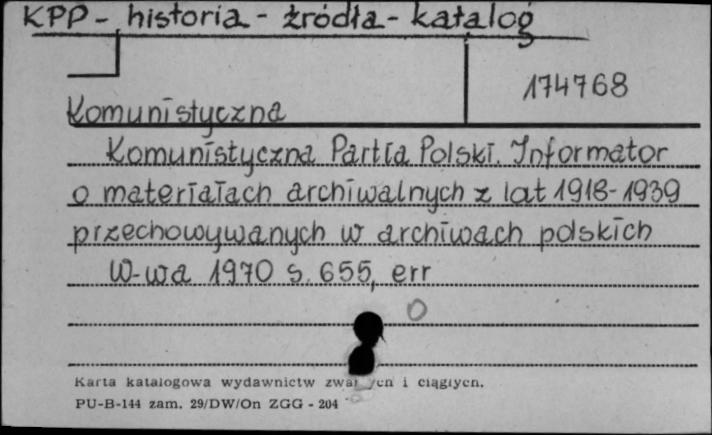 KPP - historia - źródła - katalog
174768
Komunistyczna
Komunistyczna Partia Polski. Informator
o materiałach archiwalnych z lat 1918-1939
przechowywanych w archiwach polskich
W-wa 1970 s. 655, err
0
Karta katalogowa wydawnictw i ciągłych.
PU-B-144 zam. 29/DW/On ZGG - 204